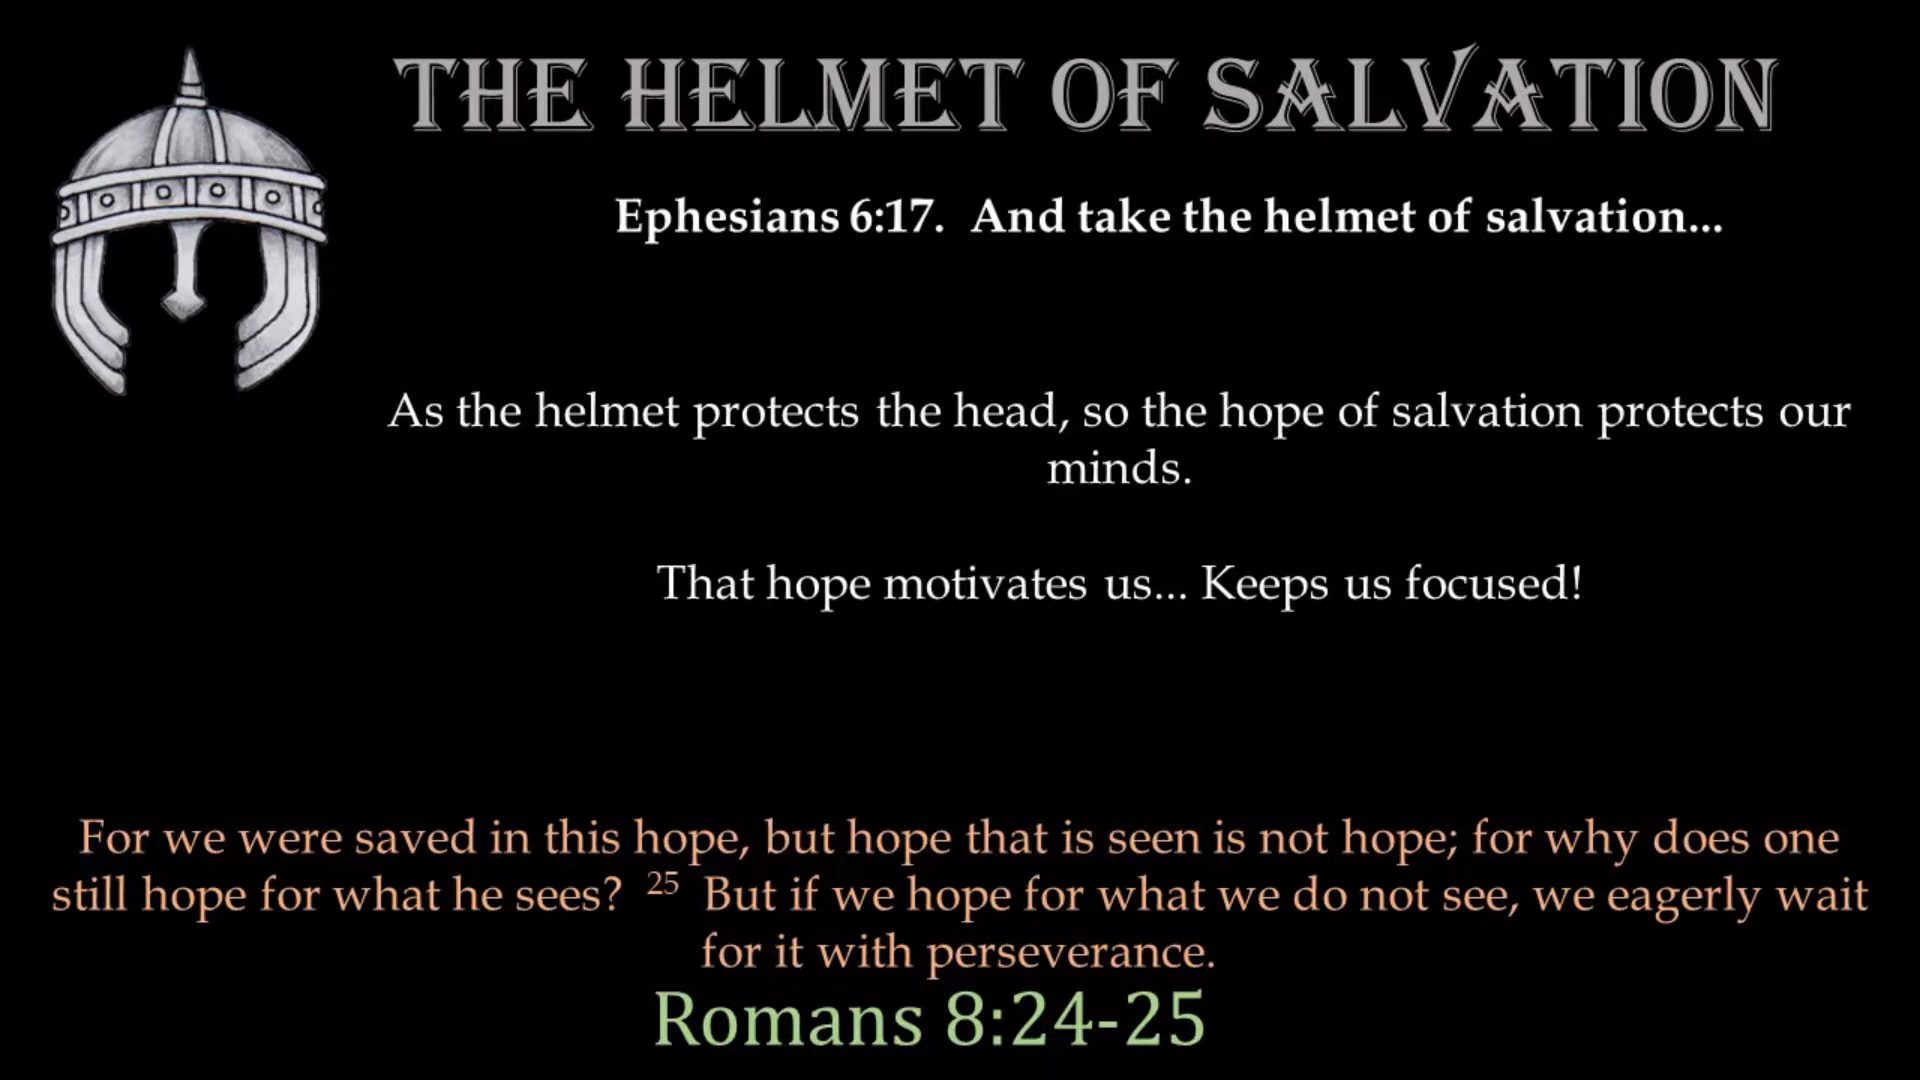 THE HELMET OF SALVATION
Ephesians 6:17. And take the helmet of salvation...
As the helmet protects the head, so the hope of salvation protects our
minds.
That hope motivates us... Keeps us focused!
For we were saved in this hope, but hope that is seen is not hope; for why does one
still hope for what he sees? 25 But if we hope for what we do not see, we eagerly wait
for it with perseverance.
Romans 8:24-25